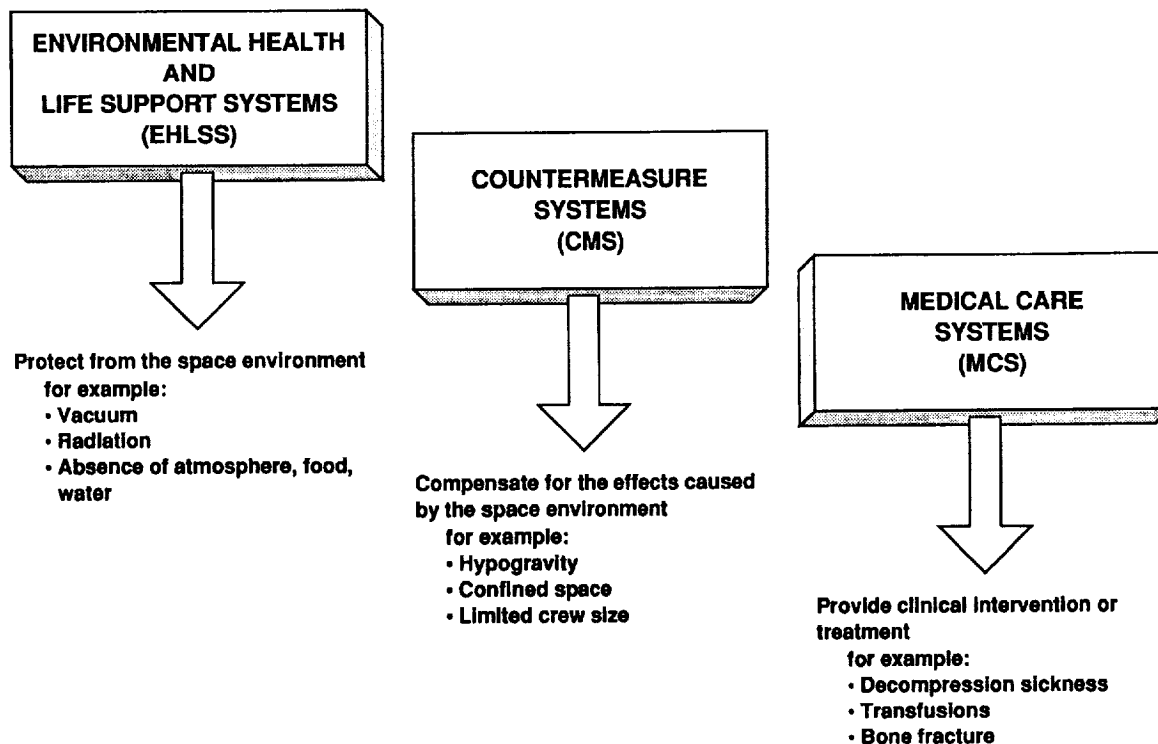 ENVIRONMENTAL HEALTH
AND
LIFE SUPPORT SYSTEMS
(EHLSS)
Protect from the space environment
for example:
• Vacuum
• Radiation
• Absence of atmosphere, food,
water
COUNTERMEASURE
SYSTEMS
(CMS)
Compensate for the effects caused
by the space environment
for example:
• Hypogravity
• Confined space
• Limited crew size
MEDICAL CARE
SYSTEMS
(MCS)
Provide clinical intervention or
treatment
for example:
• Decompression sickness
• Transfusions
• Bone fracture